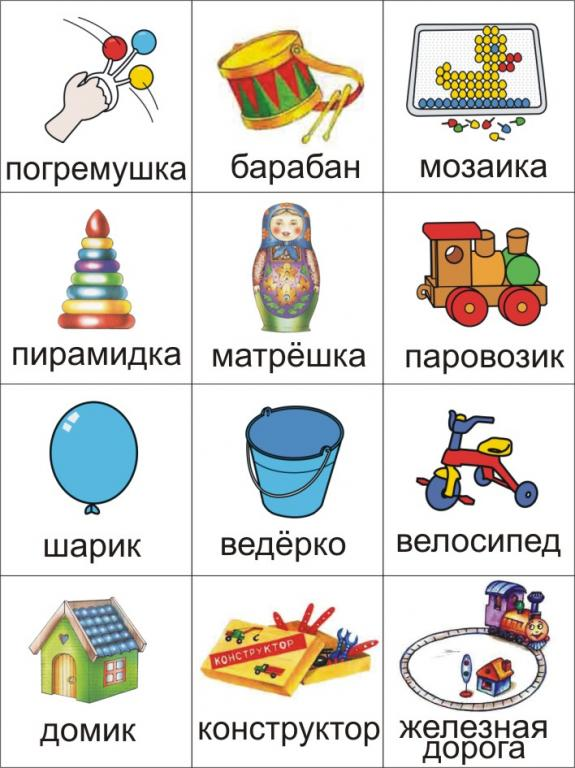 погремушка
барабан
мозаика
пирамидка
матрёшка
паровозик
шарик
ведёрко
велосипед
домик
КОНСТРУКТОР
конструктор
железная
дорога